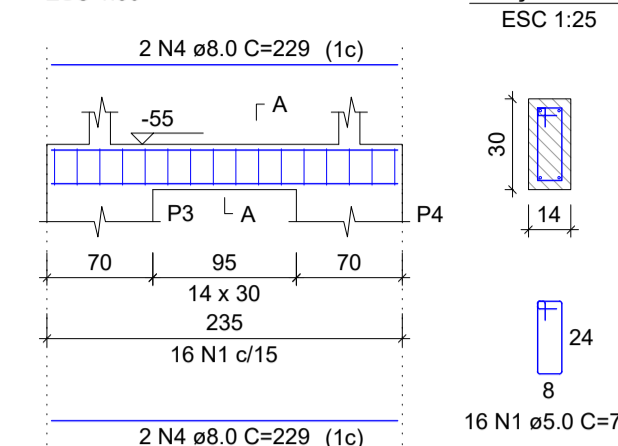 ESC 1:25
2 N4 ø8.0 C=229 (1c)
A
-55
30
P3
A
P4
14
70
95
70
14 x 30
235
16 N1 c/15
24
8
16 N1 ø5.0 C=7
2 N4 ø8.0 C=229 (1c)